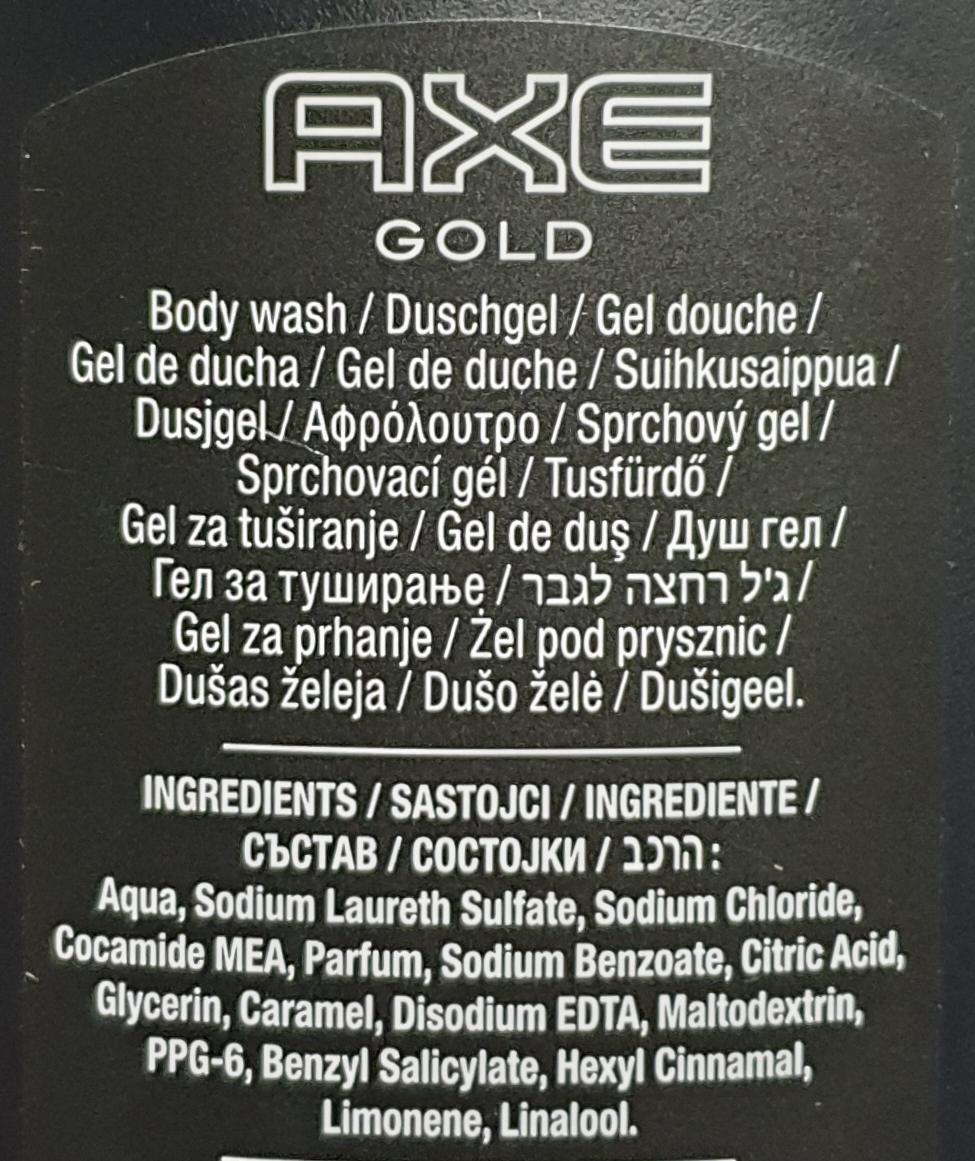 AXE
GOLD
Body wash / Duschgel / Gel douche /
Gel de ducha / Gel de duche / Suihkusaippua /
Dusjgel / Αφρόλουτρο / Sprchový gel /
Sprchovací gél / Tusfürdő /
Gel za tuširanje / Gel de duş / Душ гел /
Гел за туширање / ג'ל רחצה לגבר /
Gel za prhanje / Żel pod prysznic /
Dušas želeja / Dušo želė / Dušigeel.
INGREDIENTS / SASTOJCI / INGREDIENTE /
СЪСТАВ / СОСТОЈКИ / הרכב:
Aqua, Sodium Laureth Sulfate, Sodium Chloride,
Cocamide MEA, Parfum, Sodium Benzoate, Citric Acid,
Glycerin, Caramel, Disodium EDTA, Maltodextrin,
PPG-6, Benzyl Salicylate, Hexyl Cinnamal,
Limonene, Linalool.